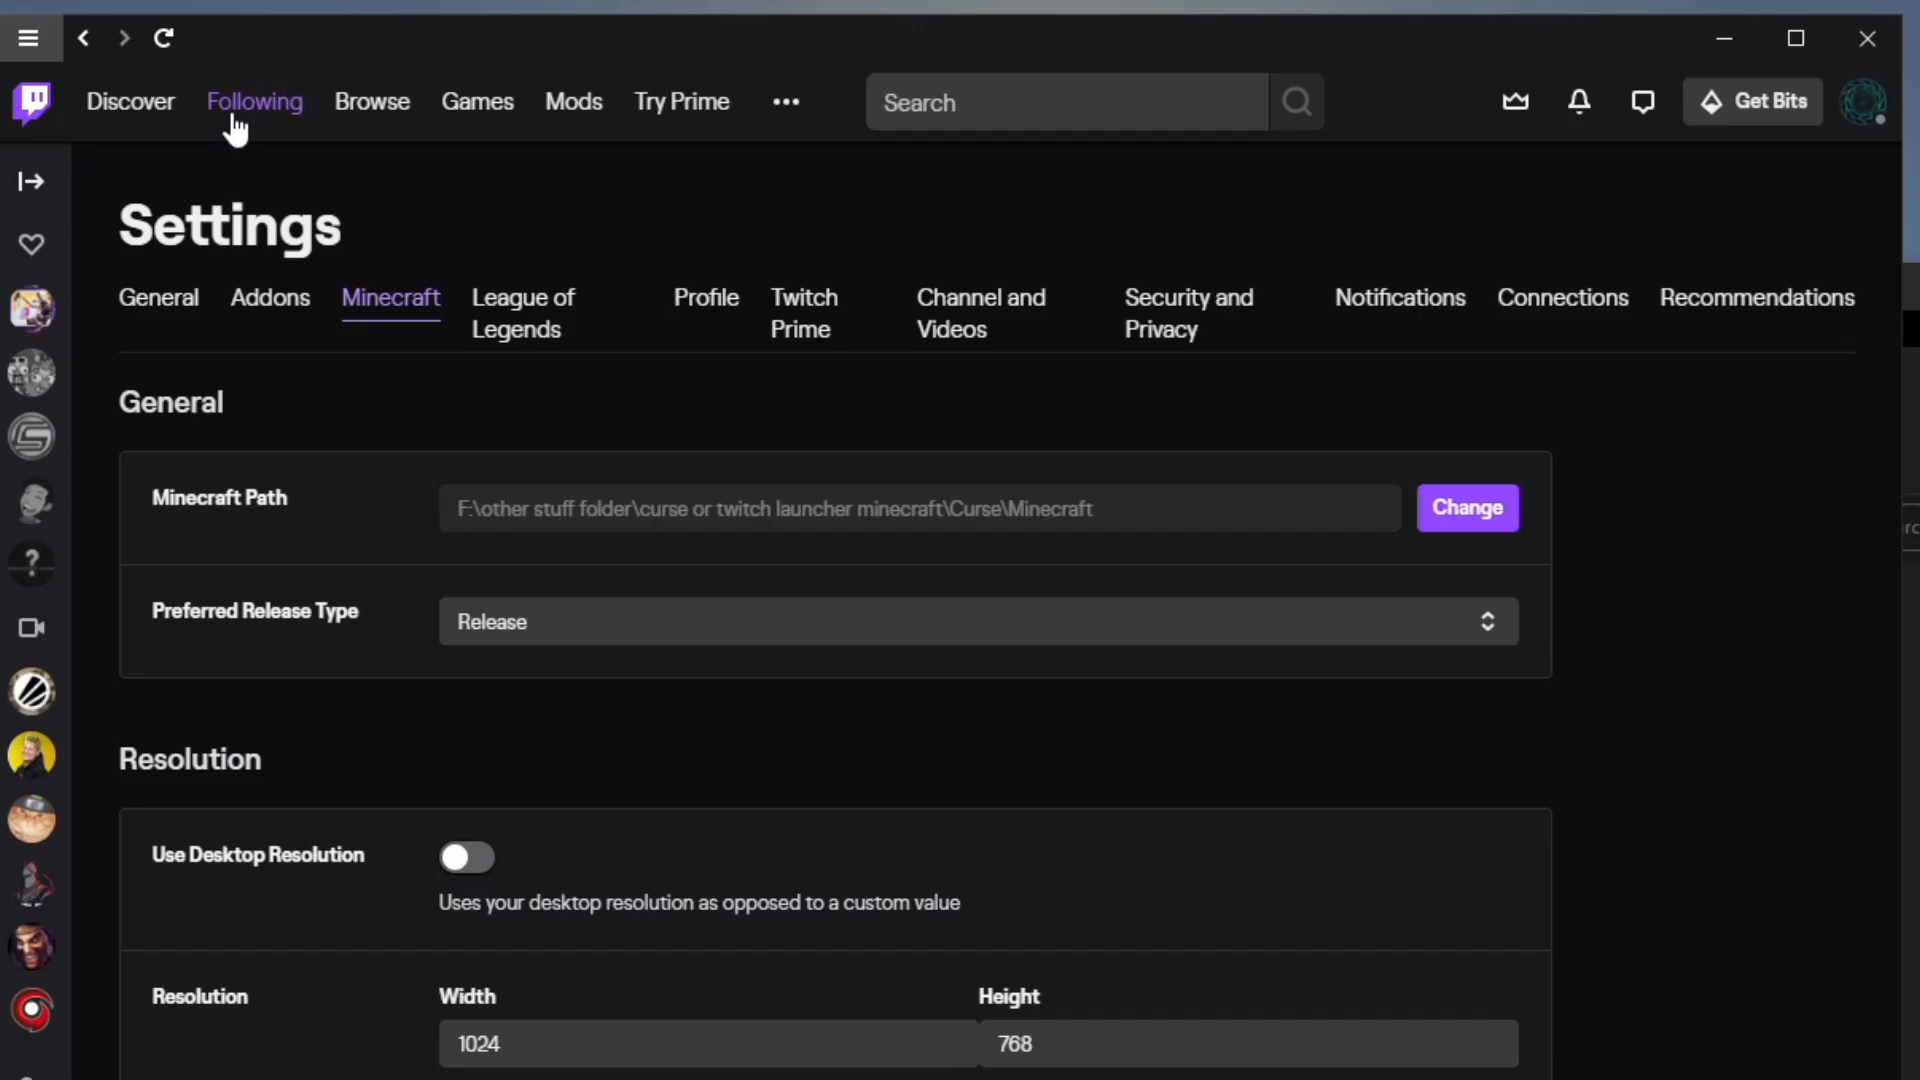 Discover Following Browse Games Mods Try Prime ••• Search Get Bits
Settings
General Addons Minecraft League of Legends Profile Twitch Prime Channel and Videos Security and Privacy Notifications Connections Recommendations
General
Minecraft Path F:\other stuff folder\curse or twitch launcher minecraft\Curse\Minecraft Change
Preferred Release Type Release
Resolution
Use Desktop Resolution
Uses your desktop resolution as opposed to a custom value
Resolution Width Height
1024 768